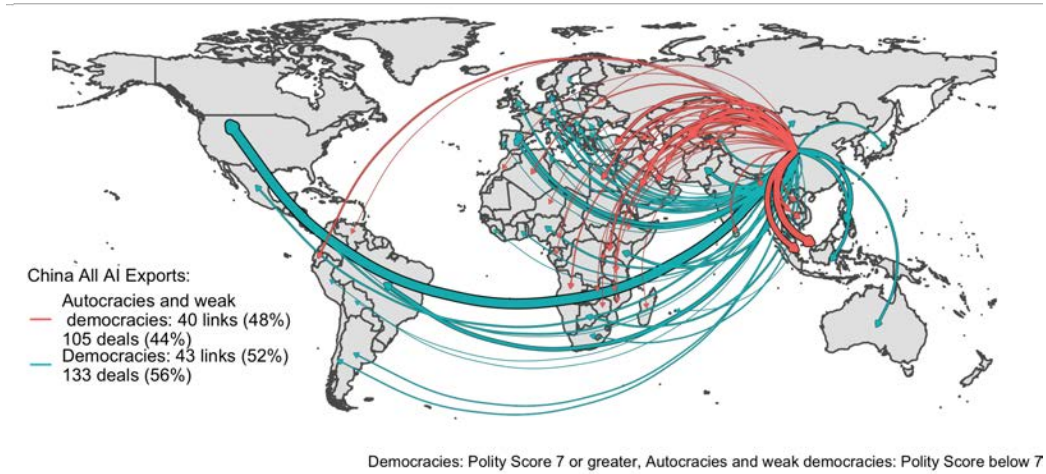 China All AI Exports:
Autocracies and weak
democracies: 40 links (48%)
105 deals (44%)
Democracies: 43 links (52%)
133 deals (56%)
Democracies: Polity Score 7 or greater, Autocracies and weak democracies: Polity Score below 7